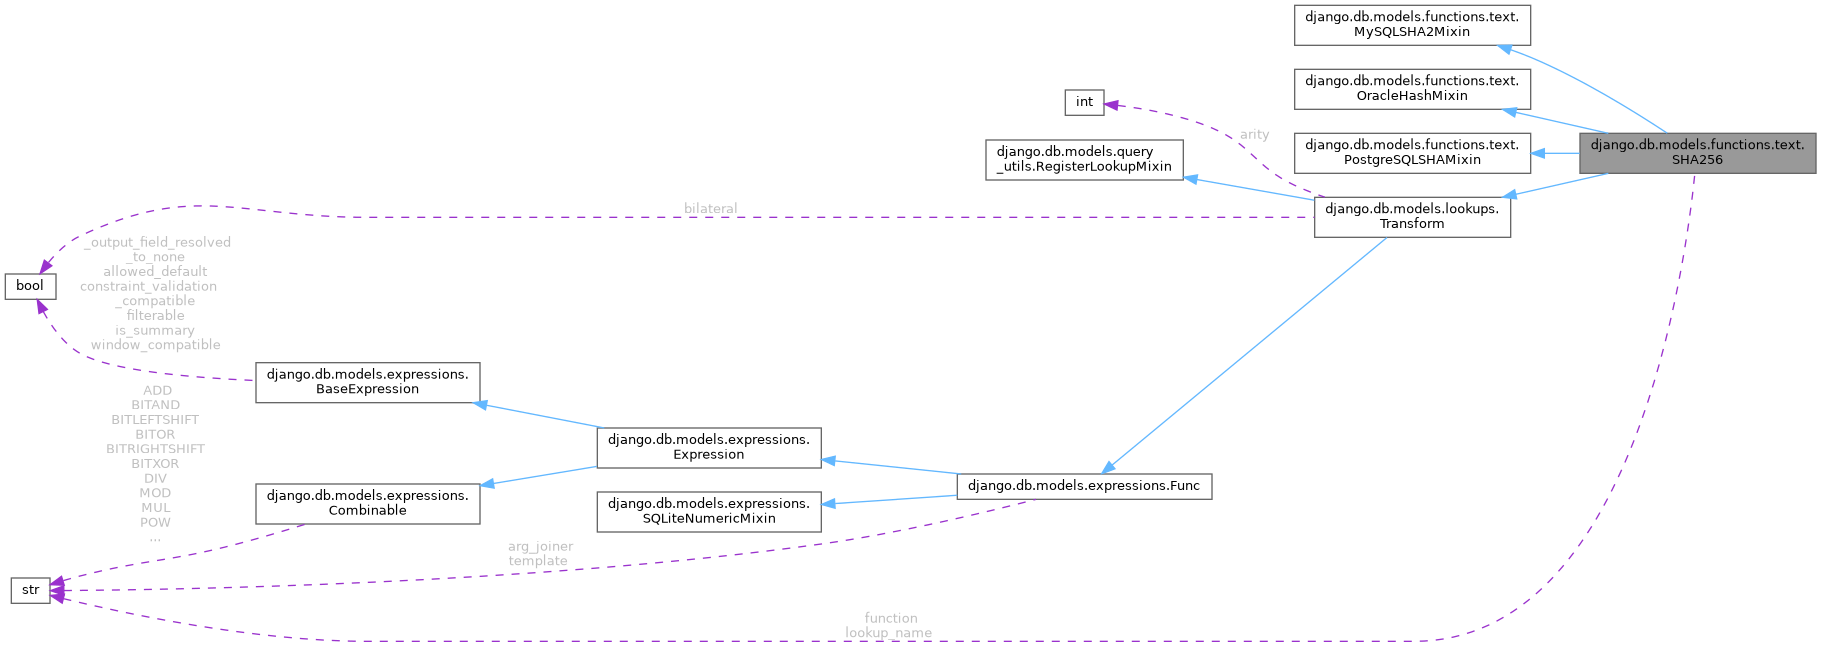 django.db.models.functions.text.
MySQLSHA2Mixin
django.db.models.functions.text.
OracleHashMixin
int
arity
django.db.models.functions.text.
PostgreSQLSHAMixin
django.db.models.functions.text.
SHA256
django.db.models.query
_utils.RegisterLookupMixin
bilateral
django.db.models.lookups.
Transform
_output_field_resolved
_to_none
allowed_default
constraint_validation
_compatible
filterable
is_summary
window_compatible
bool
django.db.models.expressions.
BaseExpression
ADD
BITAND
BITLEFTSHIFT
BITOR
BITRIGHTSHIFT
BITXOR
DIV
MOD
MUL
POW
...
django.db.models.expressions.
Expression
django.db.models.expressions.Func
django.db.models.expressions.
Combinable
django.db.models.expressions.
SQLiteNumericMixin
arg_joiner
template
str
function
lookup_name